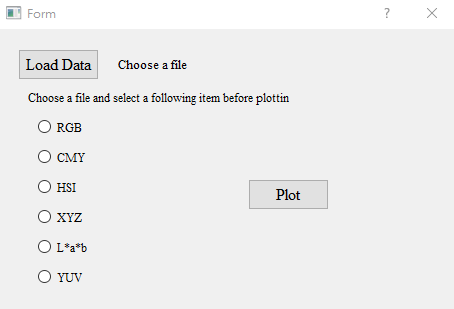 Form ?
Load Data Choose a file
Choose a file and select a following item before plottin
RGB
CMY
HSI
XYZ
Plot
L*a*b
YUV